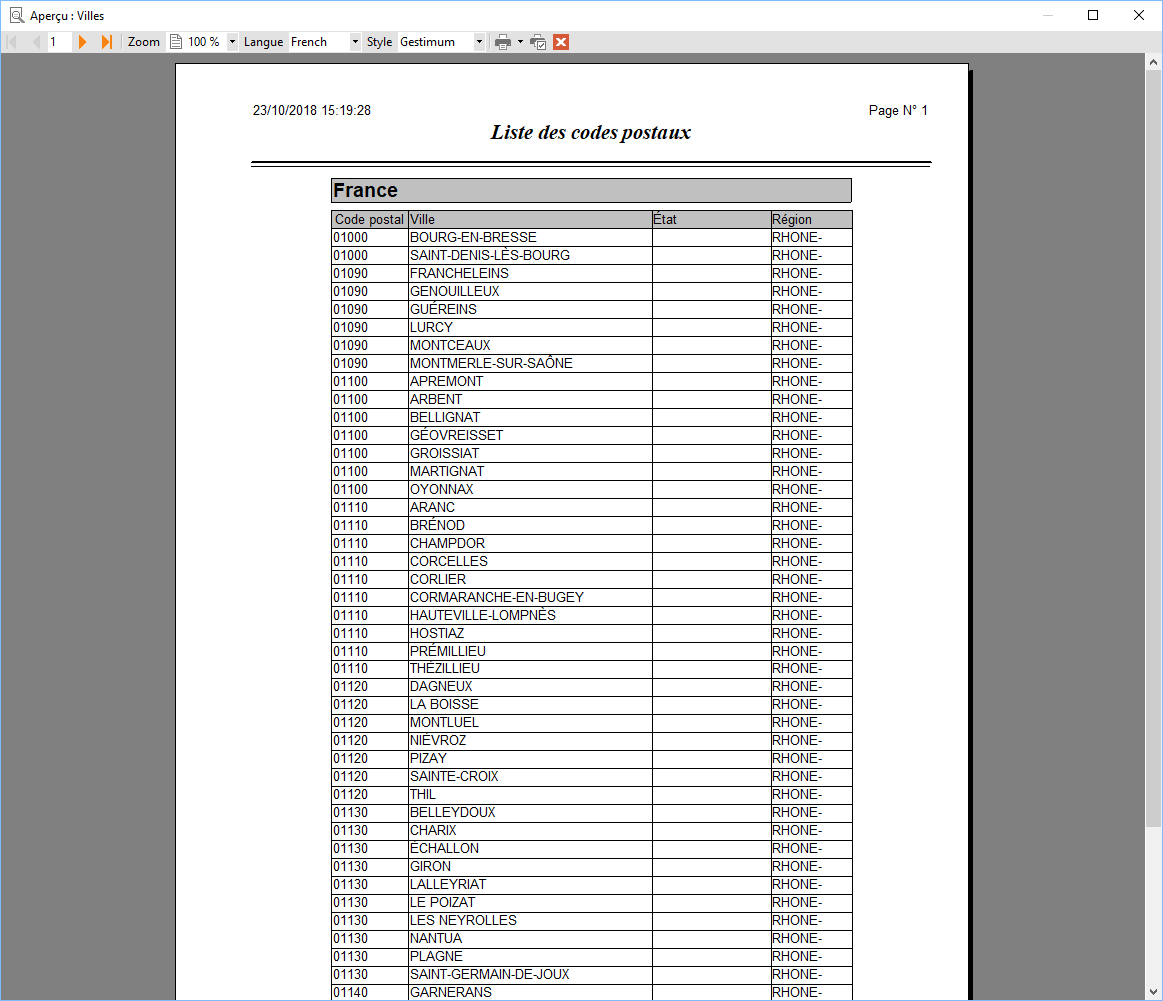 Aperçu : Villes
1 Zoom 100 % Langue French Style Gestimum
23/10/2018 15:19:28 Page N° 1
Liste des codes postaux
France
Code postal Ville État Région
01000 BOURG-EN-BRESSE RHONE-
01000 SAINT-DENIS-LÈS-BOURG RHONE-
01090 FRANCHELEINS RHONE-
01090 GENOUILLEUX RHONE-
01090 GUÉREINS RHONE-
01090 LURCY RHONE-
01090 MONTCEAUX RHONE-
01090 MONTMERLE-SUR-SAÔNE RHONE-
01100 APREMONT RHONE-
01100 ARBENT RHONE-
01100 BELLIGNAT RHONE-
01100 GÉOVREISSET RHONE-
01100 GROISSIAT RHONE-
01100 MARTIGNAT RHONE-
01100 OYONNAX RHONE-
01110 ARANC RHONE-
01110 BRÉNOD RHONE-
01110 CHAMPDOR RHONE-
01110 CORCELLES RHONE-
01110 CORLIER RHONE-
01110 CORMARANCHE-EN-BUGEY RHONE-
01110 HAUTEVILLE-LOMPNÈS RHONE-
01110 HOSTIAZ RHONE-
01110 PRÉMILLIEU RHONE-
01110 THÉZILLIEU RHONE-
01120 DAGNEUX RHONE-
01120 LA BOISSE RHONE-
01120 MONTLUEL RHONE-
01120 NIÉVROZ RHONE-
01120 PIZAY RHONE-
01120 SAINTE-CROIX RHONE-
01120 THIL RHONE-
01130 BELLEYDOUX RHONE-
01130 CHARIX RHONE-
01130 ÉCHALLON RHONE-
01130 GIRON RHONE-
01130 LALLEYRIAT RHONE-
01130 LE POIZAT RHONE-
01130 LES NEYROLLES RHONE-
01130 NANTUA RHONE-
01130 PLAGNE RHONE-
01130 SAINT-GERMAIN-DE-JOUX RHONE-
01140 GARNERANS RHONE-